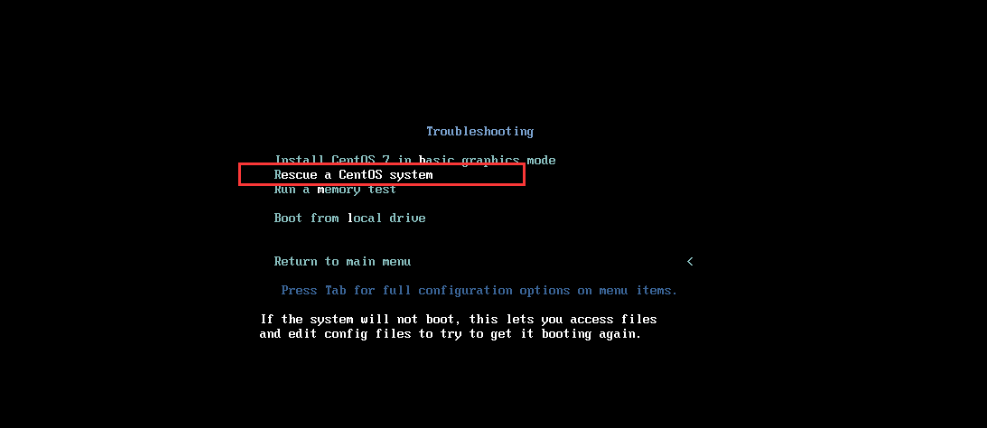 Troubleshooting
Install CentOS 7 in basic graphics mode
Rescue a CentOS system
Run a memory test
Boot from local drive
Return to main menu <
Press Tab for full configuration options on menu items.
If the system will not boot, this lets you access files
and edit config files to try to get it booting again.